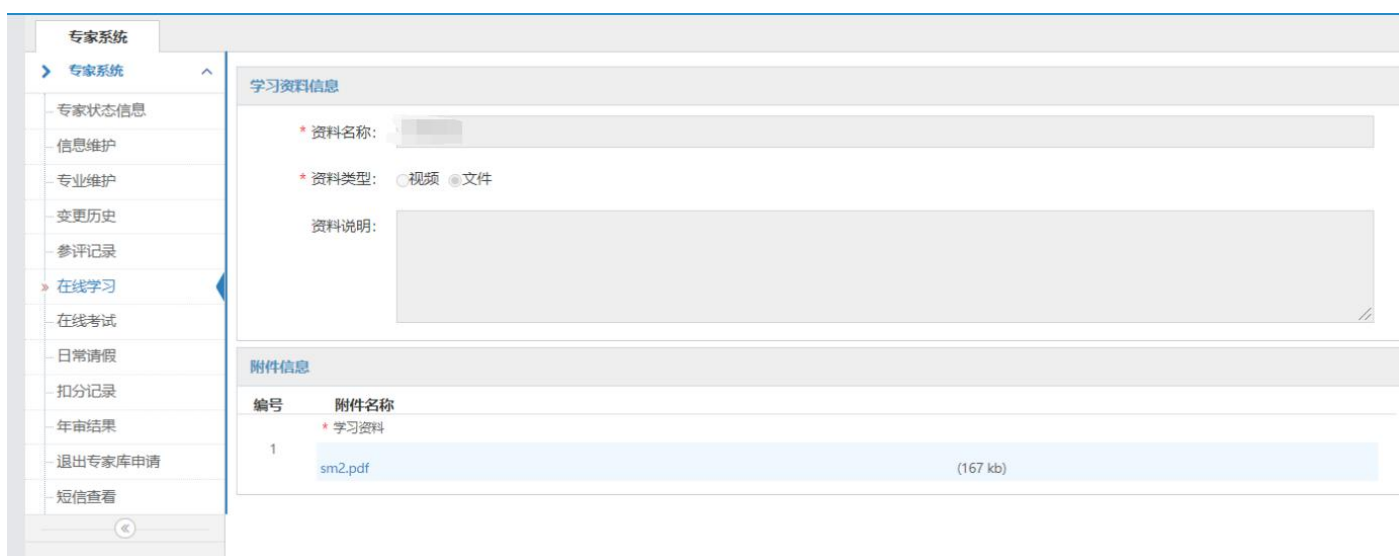 专家系统
专家系统
专家状态信息
信息维护
专业维护
变更历史
参评记录
在线学习
在线考试
日常请假
扣分记录
年审结果
退出专家库申请
短信查看
学习资料信息
* 资料名称：
* 资料类型： 视频 文件
资料说明：
附件信息
编号 附件名称
* 学习资料
1
sm2.pdf (167 kb)